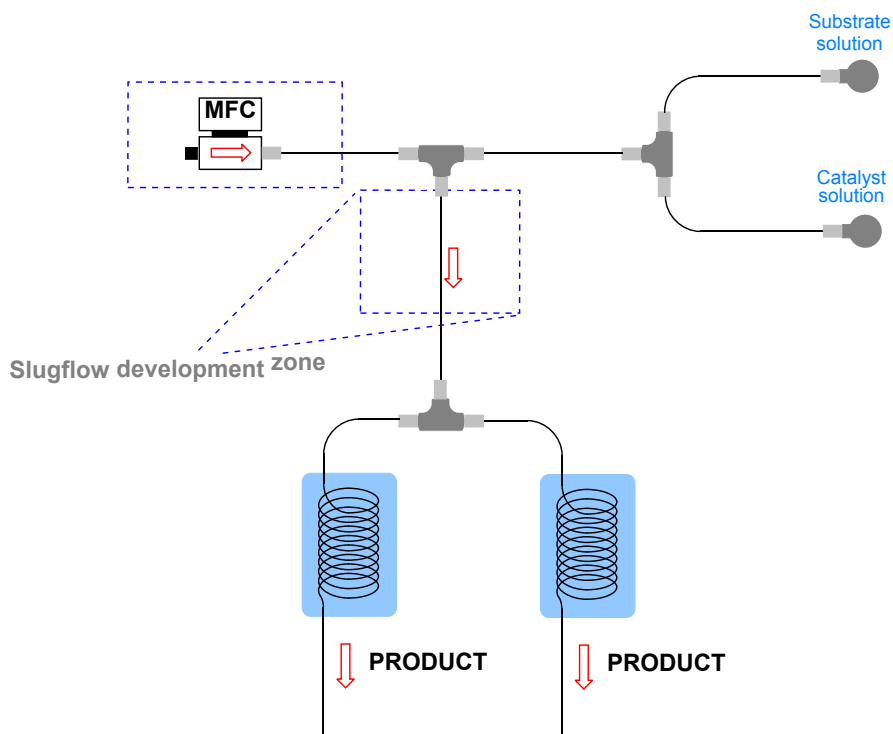 Substrate
solution
MFC
Catalyst
solution
Slugflow development zone
PRODUCT
PRODUCT